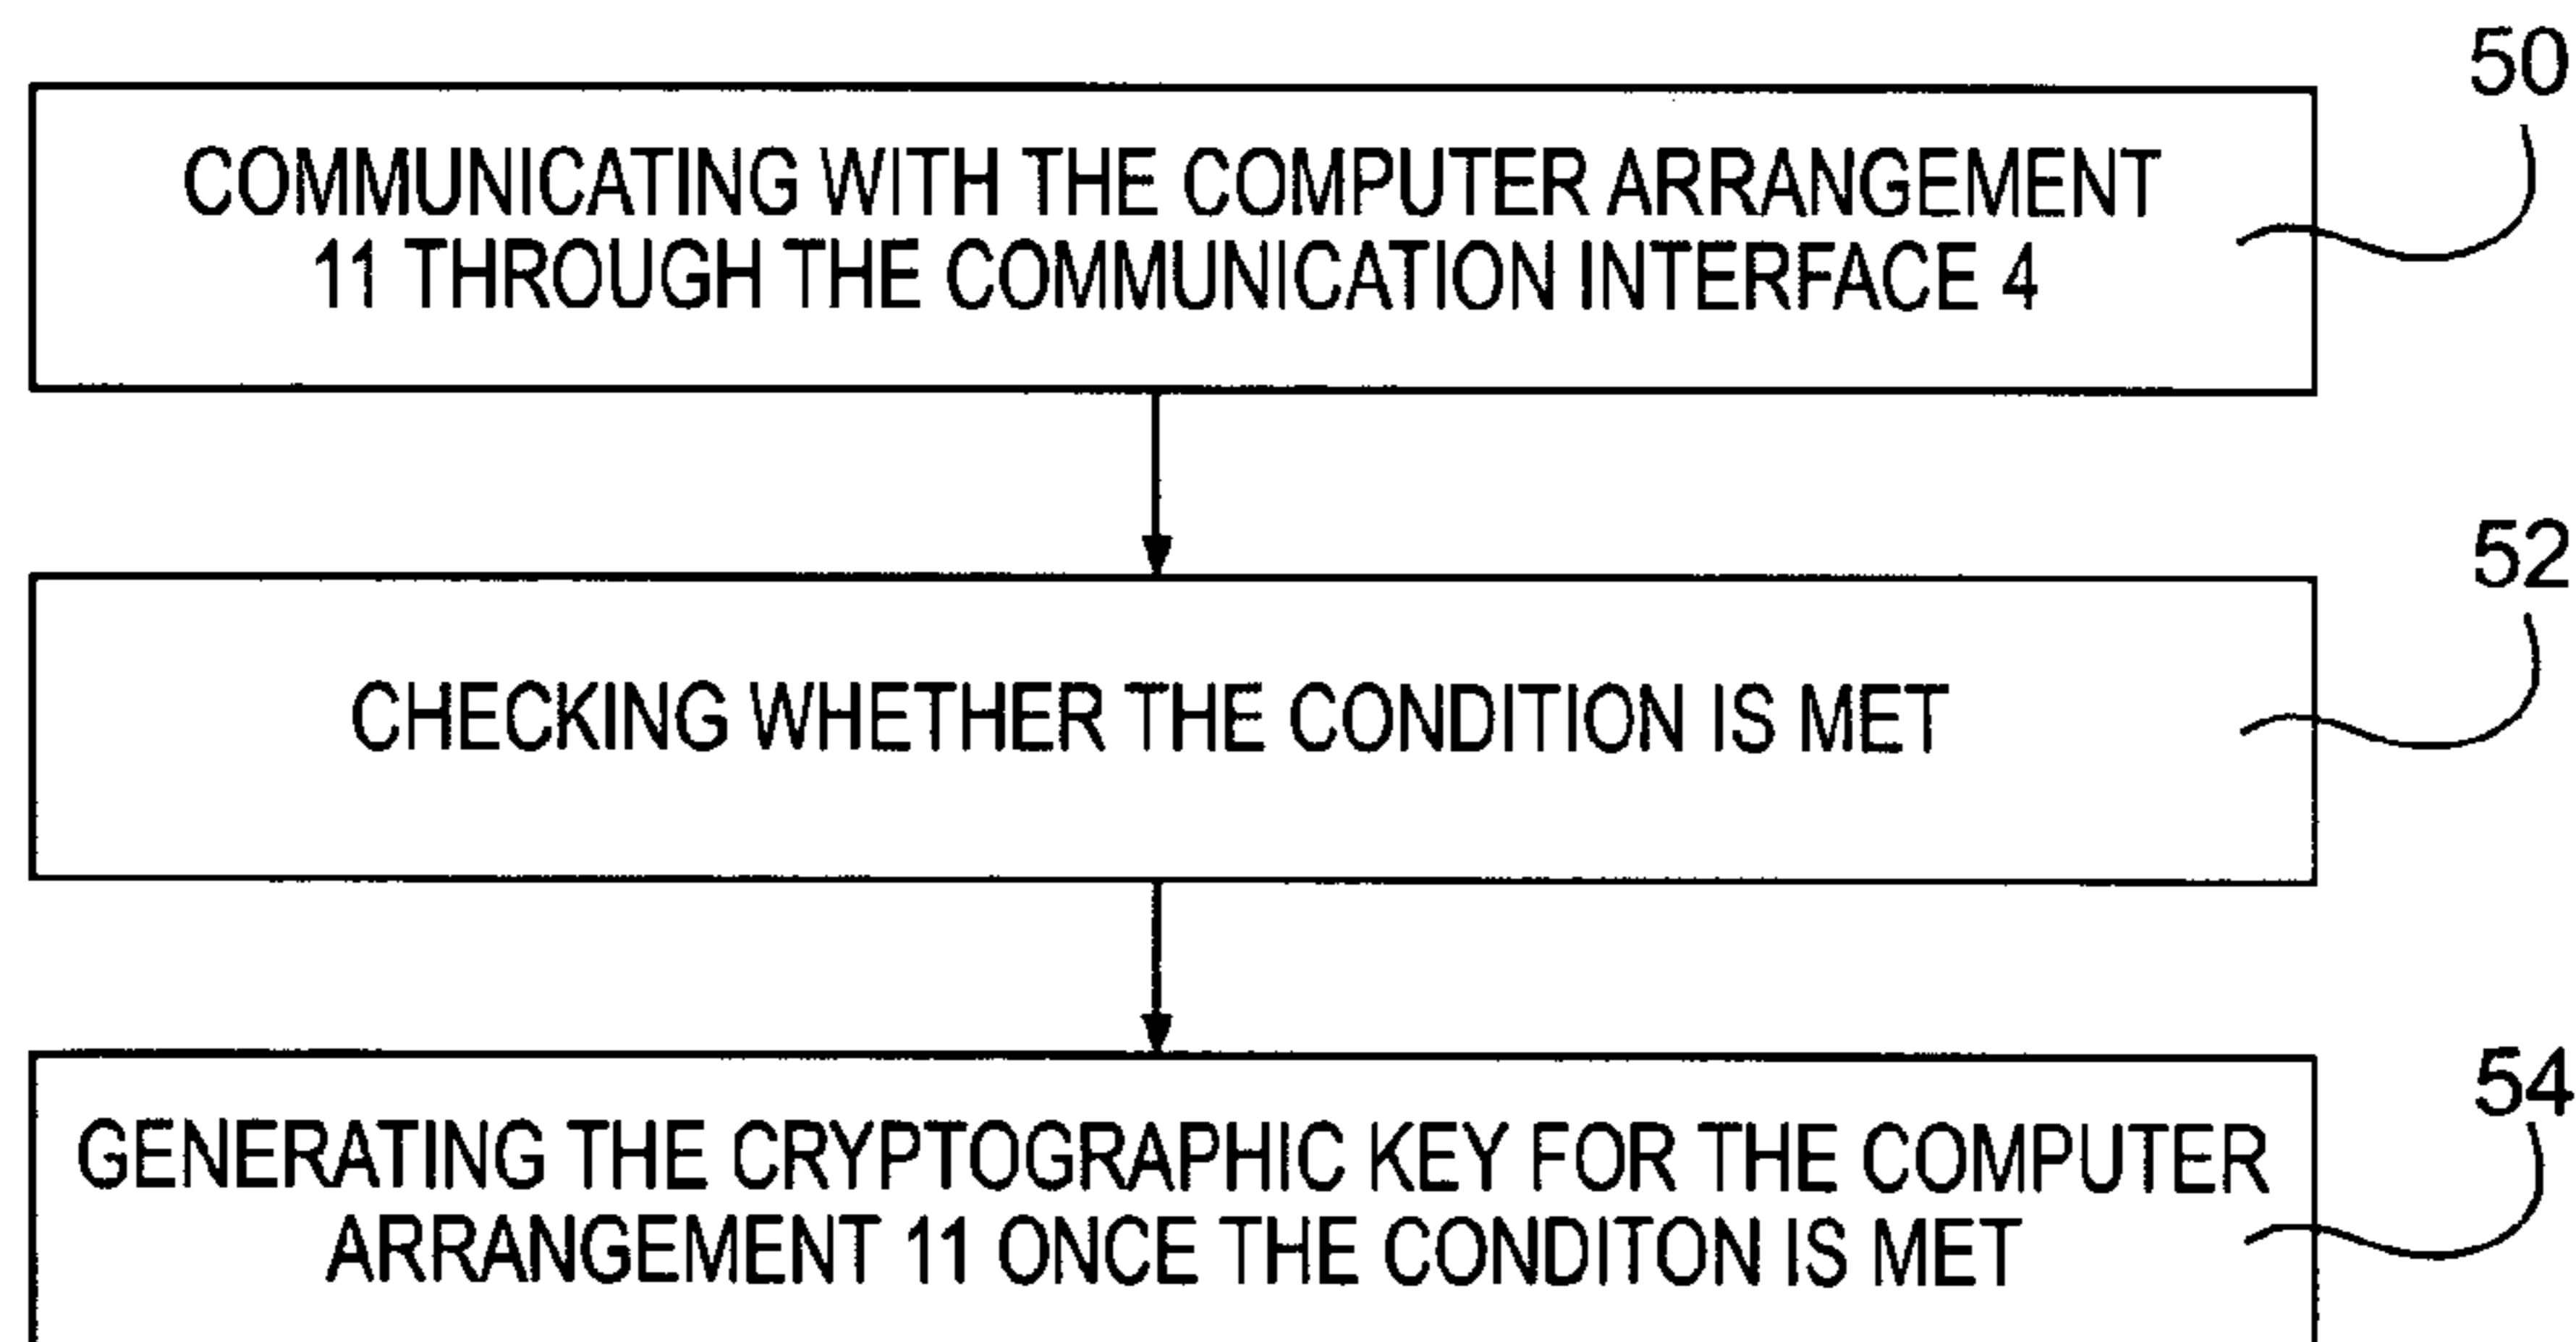 50
COMMUNICATING WITH THE COMPUTER ARRANGEMENT
11 THROUGH THE COMMUNICATION INTERFACE 4
52
CHECKING WHETHER THE CONDITION IS MET
54
GENERATING THE CRYPTOGRAPHIC KEY FOR THE COMPUTER
ARRANGEMENT 11 ONCE THE CONDITON IS MET